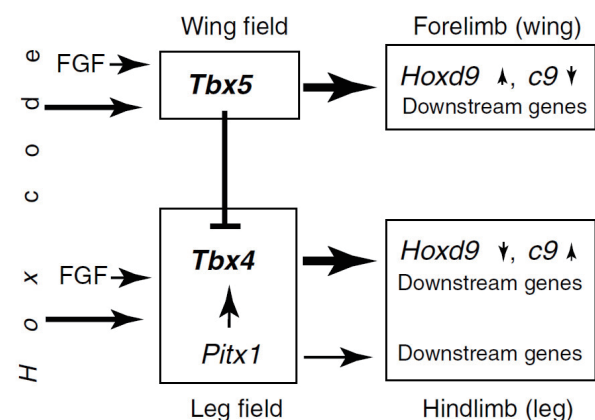 Wing field
Forelimb (wing)
Hox code
FGF
Tbx5
Hoxd9 , c9
Downstream genes
FGF
Tbx4
Pitx1
Hoxd9 , c9
Downstream genes
Downstream genes
Leg field
Hindlimb (leg)